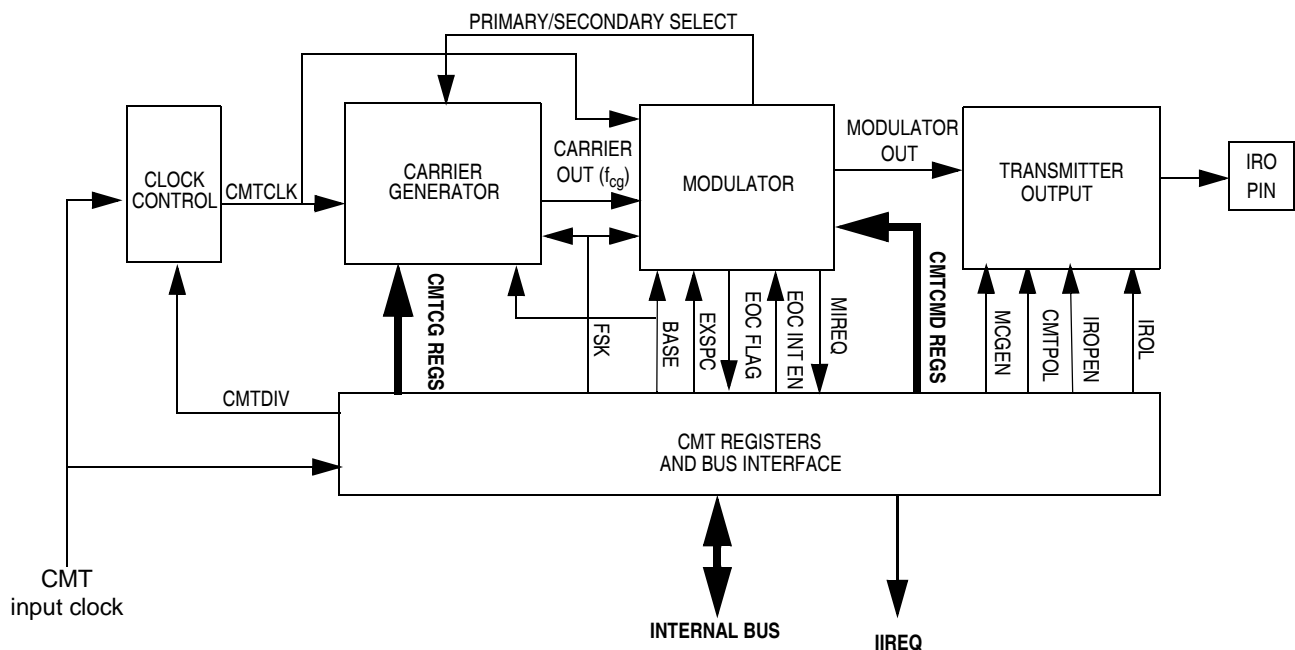 PRIMARY/SECONDARY SELECT
CLOCK
CONTROL
CMTCLK
CARRIER
GENERATOR
CARRIER
OUT (fcg)
MODULATOR
MODULATOR
OUT
TRANSMITTER
OUTPUT
IRO
PIN
CMTCG REGS
FSK
BASE
EXSPC
EOC FLAG
EOC INT EN
MIREQ
CMTCMD REGS
MCGEN
CMTPOL
IROPEN
IROL
CMTDIV
CMT REGISTERS
AND BUS INTERFACE
CMT
input clock
INTERNAL BUS
IIREQ